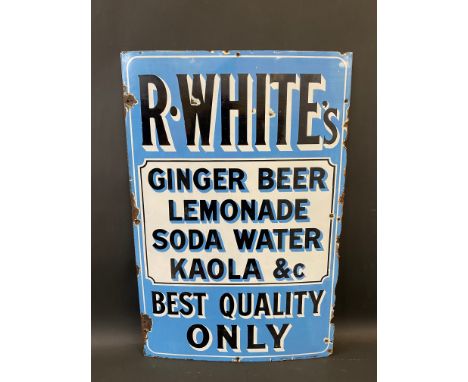 R·WHITE's
GINGER BEER
LEMONADE
SODA WATER
KAOLA &c
BEST QUALITY
ONLY